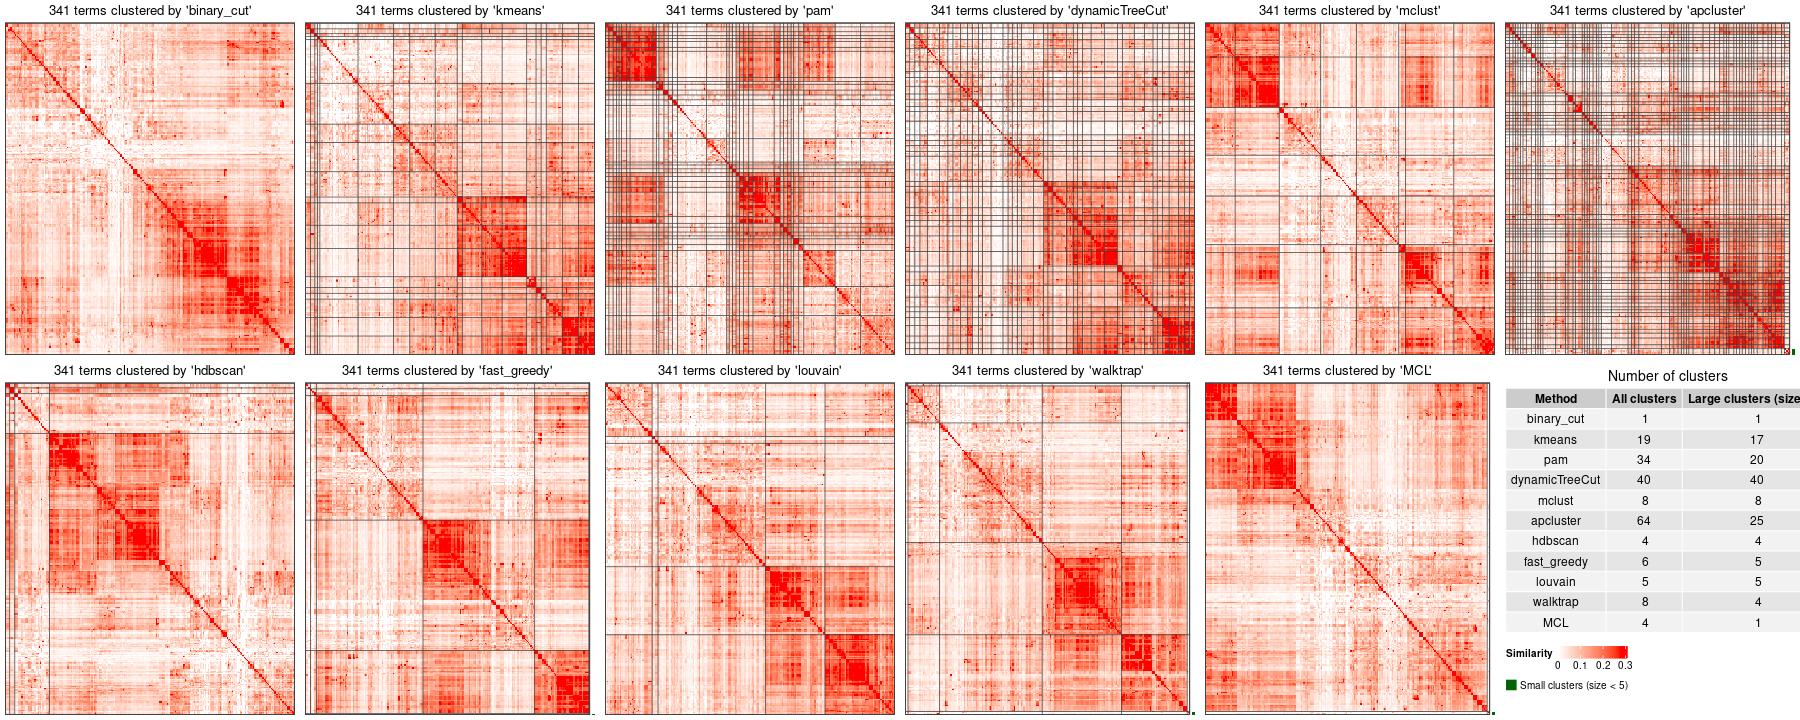 341 terms clustered by 'binary_cut'
341 terms clustered by 'kmeans'
341 terms clustered by 'pam'
341 terms clustered by 'dynamicTreeCut'
341 terms clustered by 'mclust'
341 terms clustered by 'apcluster'
341 terms clustered by 'hdbscan'
341 terms clustered by 'fast_greedy'
341 terms clustered by 'louvain'
341 terms clustered by 'walktrap'
341 terms clustered by 'MCL'
Number of clusters
Method All clusters Large clusters (size
binary_cut 1 1
kmeans 19 17
pam 34 20
dynamicTreeCut 40 40
mclust 8 8
apcluster 64 25
hdbscan 4 4
fast_greedy 6 5
louvain 5 5
walktrap 8 4
MCL 4 1
Similarity
0 0.1 0.2 0.3
Small clusters (size < 5)